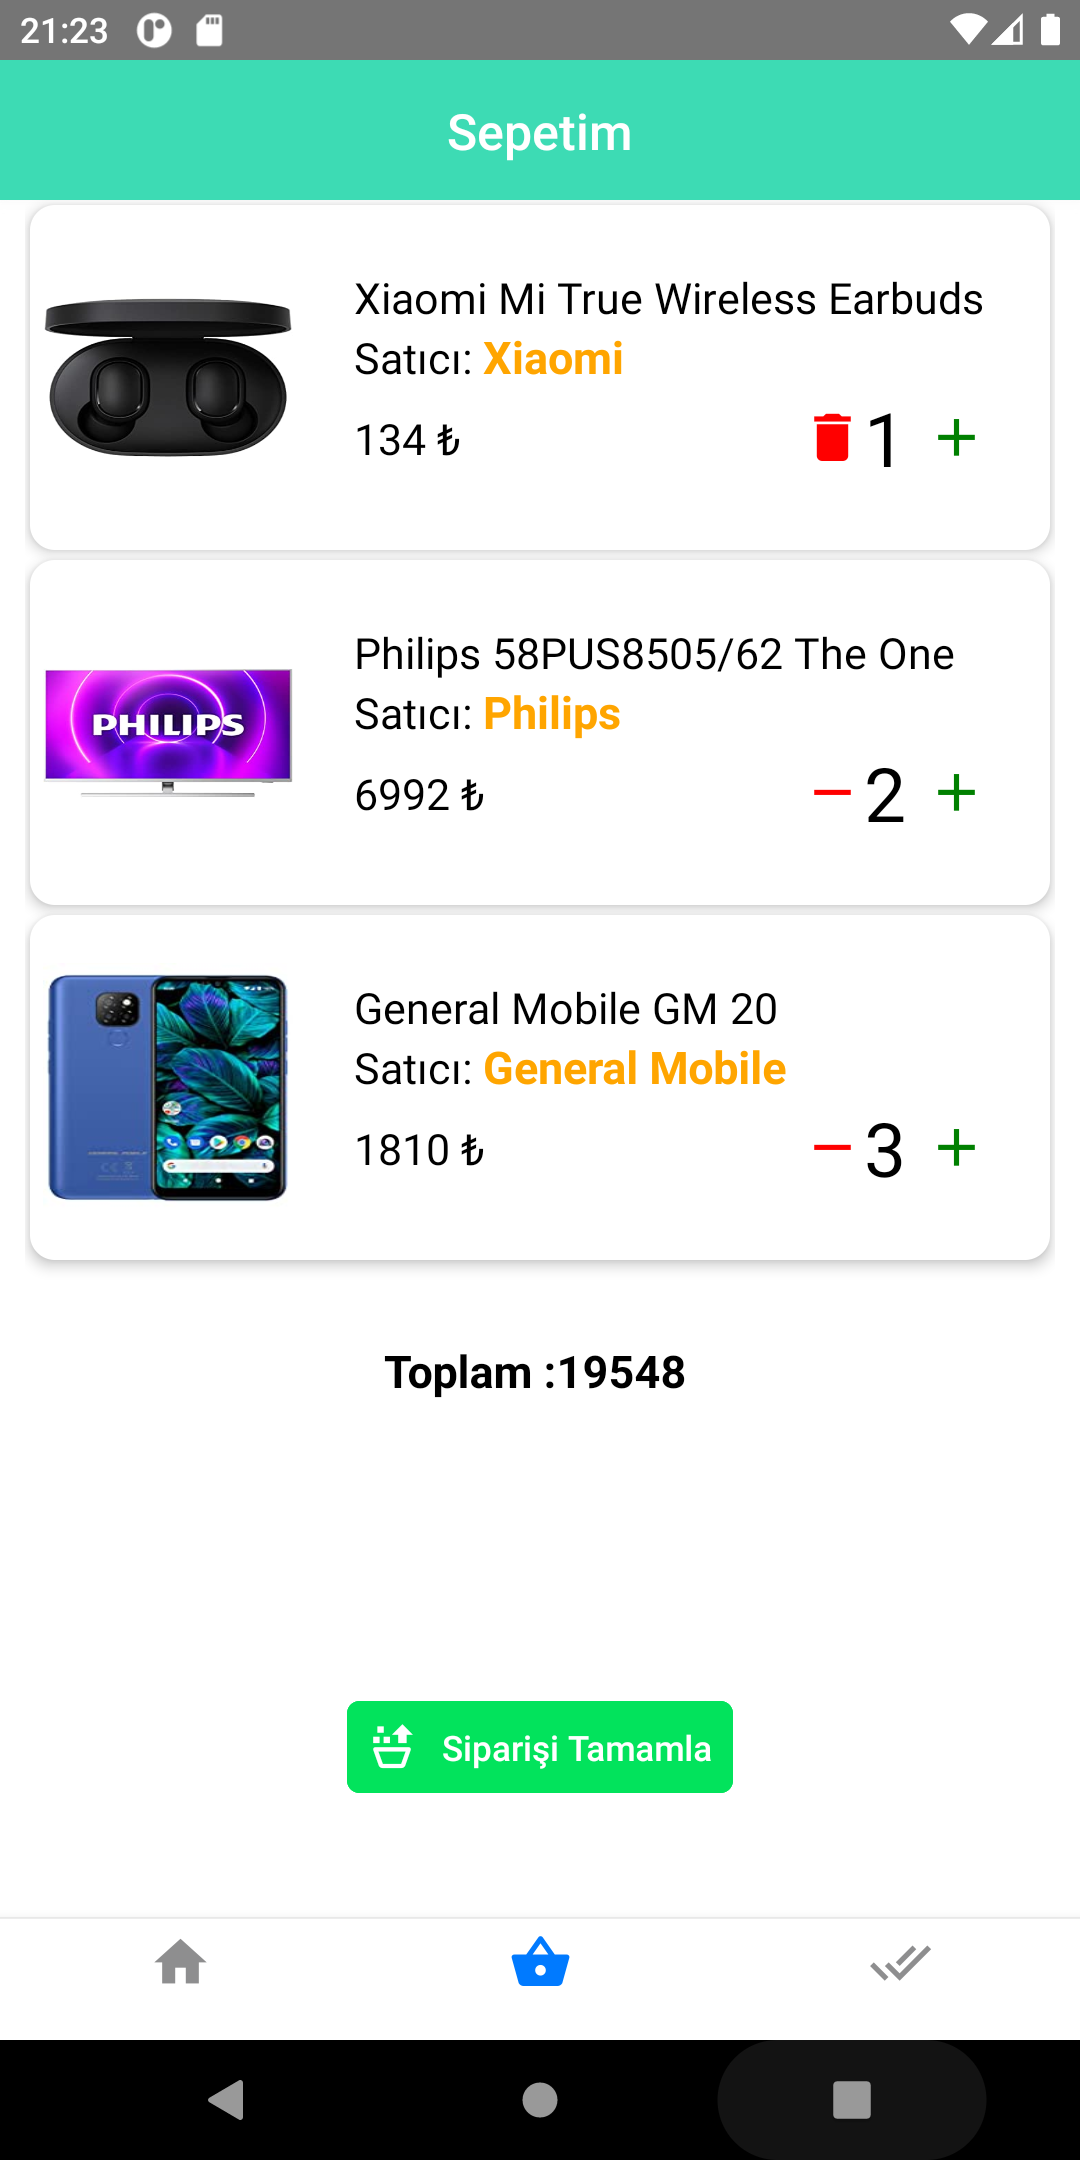 21:23
Sepetim
Xiaomi Mi True Wireless Earbuds
Satıcı: Xiaomi
134 ₺
1
Philips 58PUS8505/62 The One
Satıcı: Philips
PHILIPS
6992 ₺
2
General Mobile GM 20
Satıcı: General Mobile
1810 ₺
3
Toplam :19548
Siparişi Tamamla